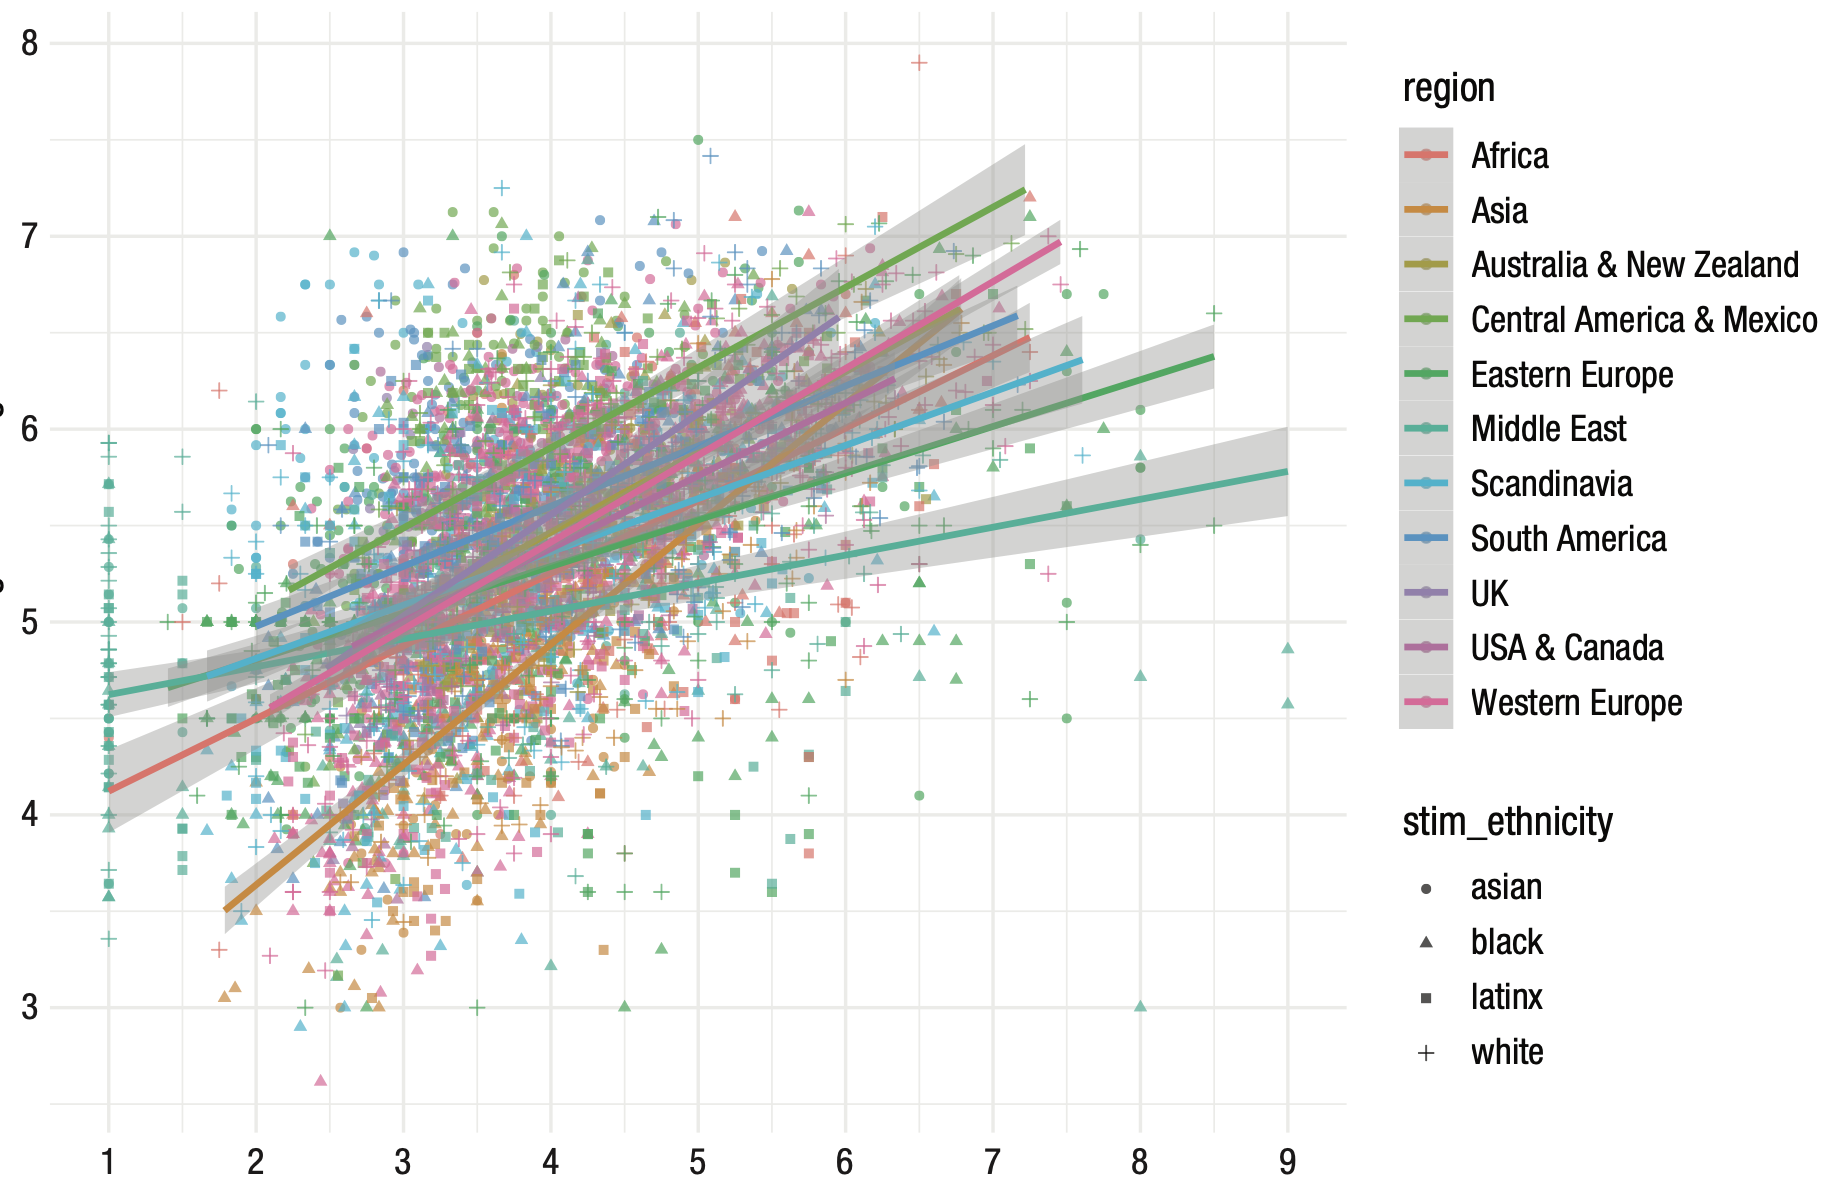 8
7
6
5
4
3
1 2 3 4 5 6 7 8 9
region
Africa
Asia
Australia & New Zealand
Central America & Mexico
Eastern Europe
Middle East
Scandinavia
South America
UK
USA & Canada
Western Europe
stim_ethnicity
asian
black
latinx
white